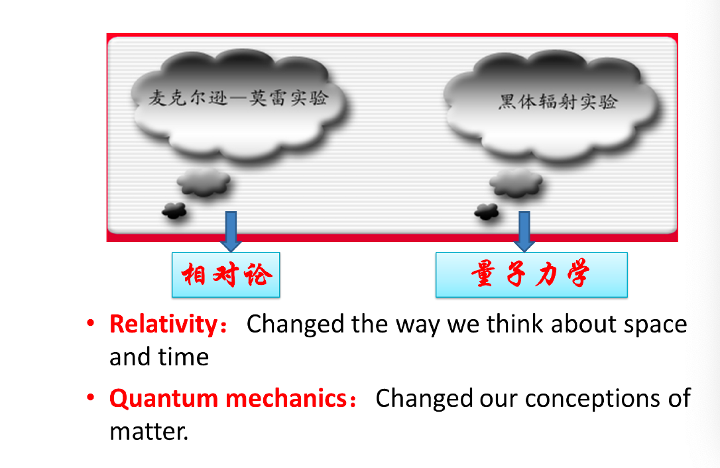 麦克尔逊—莫雷实验
黑体辐射实验
相对论
量子力学
• Relativity： Changed the way we think about space
and time
• Quantum mechanics： Changed our conceptions of
matter.